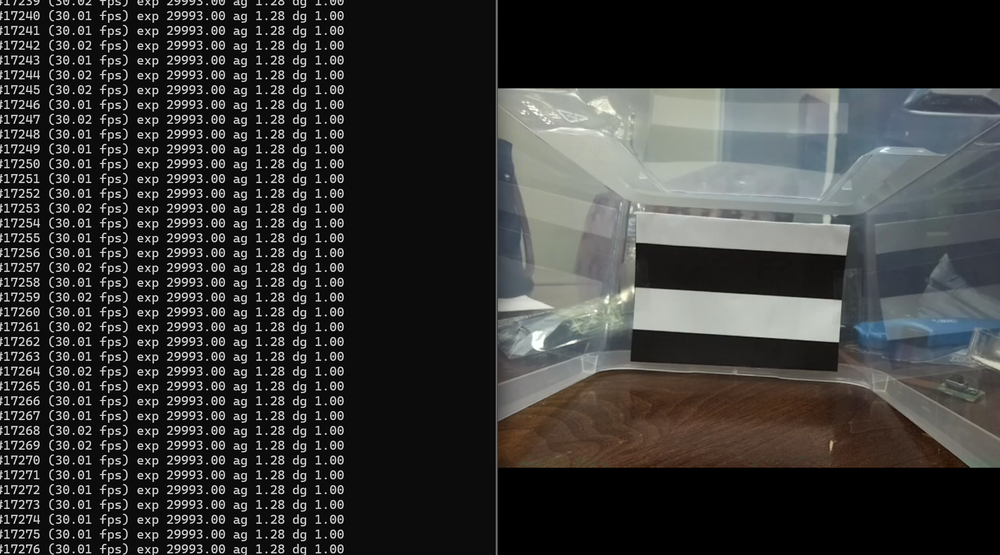 #17239 (30.02 fps) exp 29993.00 ag 1.28 dg 1.00
#17240 (30.01 fps) exp 29993.00 ag 1.28 dg 1.00
#17241 (30.01 fps) exp 29993.00 ag 1.28 dg 1.00
#17242 (30.02 fps) exp 29993.00 ag 1.28 dg 1.00
#17243 (30.01 fps) exp 29993.00 ag 1.28 dg 1.00
#17244 (30.02 fps) exp 29993.00 ag 1.28 dg 1.00
#17245 (30.02 fps) exp 29993.00 ag 1.28 dg 1.00
#17246 (30.01 fps) exp 29993.00 ag 1.28 dg 1.00
#17247 (30.02 fps) exp 29993.00 ag 1.28 dg 1.00
#17248 (30.01 fps) exp 29993.00 ag 1.28 dg 1.00
#17249 (30.01 fps) exp 29993.00 ag 1.28 dg 1.00
#17250 (30.01 fps) exp 29993.00 ag 1.28 dg 1.00
#17251 (30.01 fps) exp 29993.00 ag 1.28 dg 1.00
#17252 (30.01 fps) exp 29993.00 ag 1.28 dg 1.00
#17253 (30.02 fps) exp 29993.00 ag 1.28 dg 1.00
#17254 (30.01 fps) exp 29993.00 ag 1.28 dg 1.00
#17255 (30.01 fps) exp 29993.00 ag 1.28 dg 1.00
#17256 (30.01 fps) exp 29993.00 ag 1.28 dg 1.00
#17257 (30.02 fps) exp 29993.00 ag 1.28 dg 1.00
#17258 (30.01 fps) exp 29993.00 ag 1.28 dg 1.00
#17259 (30.02 fps) exp 29993.00 ag 1.28 dg 1.00
#17260 (30.01 fps) exp 29993.00 ag 1.28 dg 1.00
#17261 (30.02 fps) exp 29993.00 ag 1.28 dg 1.00
#17262 (30.01 fps) exp 29993.00 ag 1.28 dg 1.00
#17263 (30.01 fps) exp 29993.00 ag 1.28 dg 1.00
#17264 (30.02 fps) exp 29993.00 ag 1.28 dg 1.00
#17265 (30.01 fps) exp 29993.00 ag 1.28 dg 1.00
#17266 (30.01 fps) exp 29993.00 ag 1.28 dg 1.00
#17267 (30.01 fps) exp 29993.00 ag 1.28 dg 1.00
#17268 (30.02 fps) exp 29993.00 ag 1.28 dg 1.00
#17269 (30.02 fps) exp 29993.00 ag 1.28 dg 1.00
#17270 (30.01 fps) exp 29993.00 ag 1.28 dg 1.00
#17271 (30.01 fps) exp 29993.00 ag 1.28 dg 1.00
#17272 (30.01 fps) exp 29993.00 ag 1.28 dg 1.00
#17273 (30.01 fps) exp 29993.00 ag 1.28 dg 1.00
#17274 (30.01 fps) exp 29993.00 ag 1.28 dg 1.00
#17275 (30.01 fps) exp 29993.00 ag 1.28 dg 1.00
#17276 (30.01 fps) exp 29993.00 ag 1.28 dg 1.00